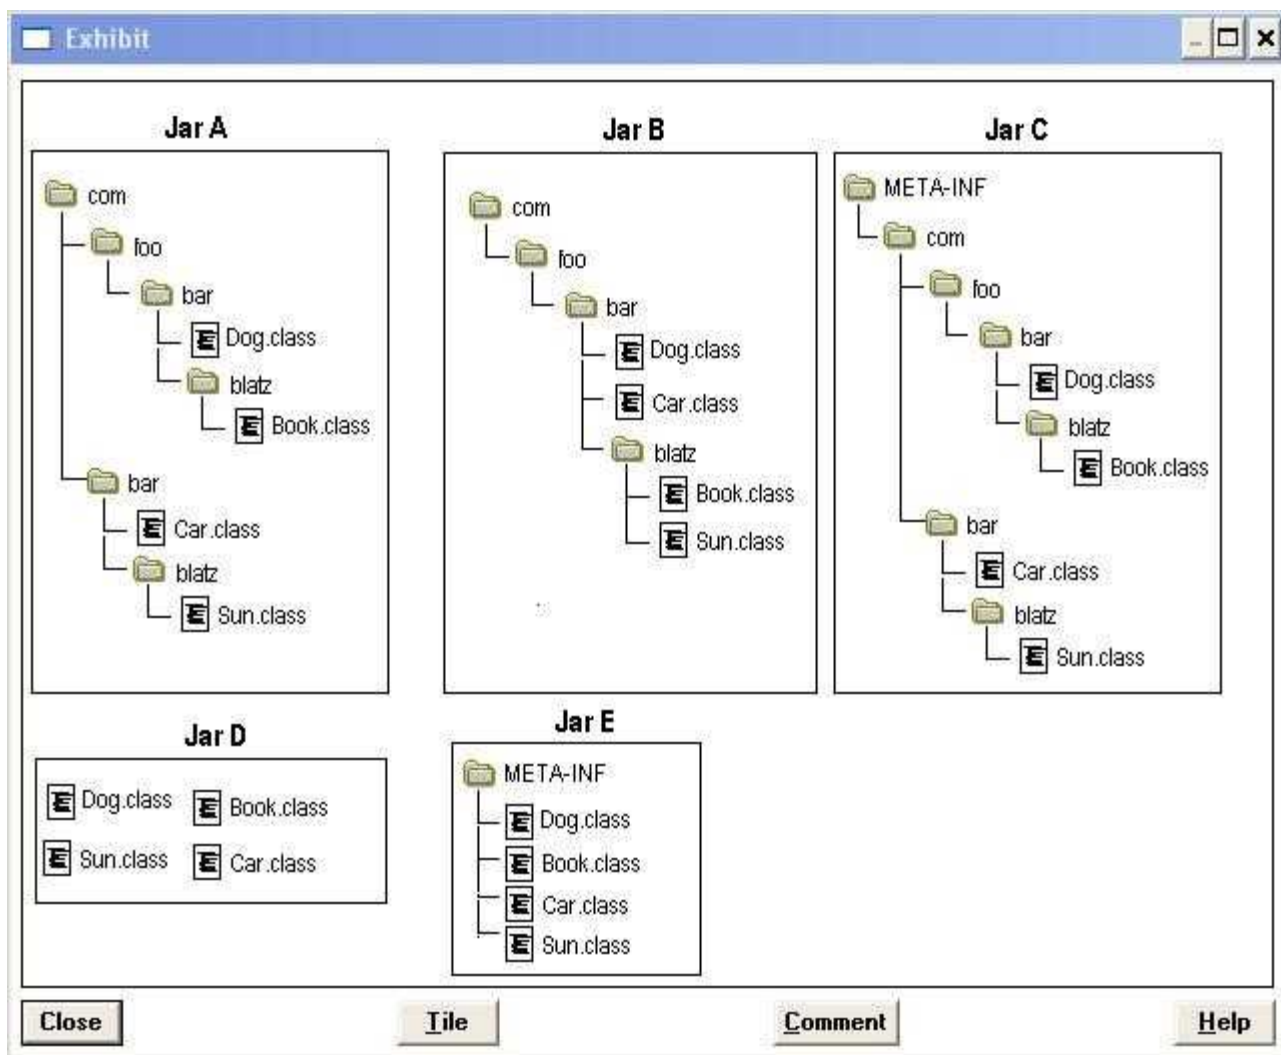 Exhibit
Jar A
com
foo
bar
Dog.class
blatz
Book.class
bar
Car.class
blatz
Sun.class
Jar B
com
foo
bar
Dog.class
Car.class
blatz
Book.class
Sun.class
Jar C
META-INF
com
foo
bar
Dog.class
blatz
Book.class
bar
Car.class
blatz
Sun.class
Jar D
Dog.class Book.class
Sun.class Car.class
Jar E
META-INF
Dog.class
Book.class
Car.class
Sun.class
Close Tile Comment Help